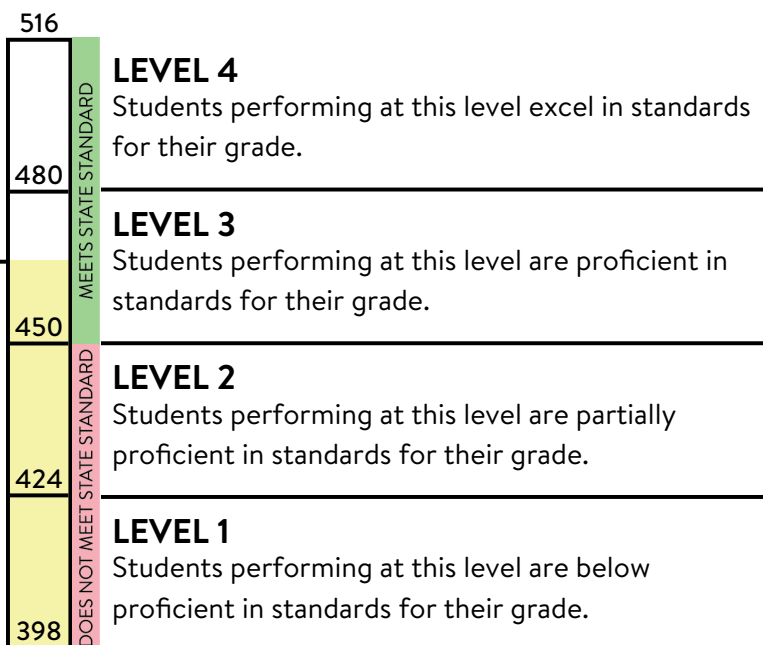 516
LEVEL 4
Students performing at this level excel in standards
for their grade.
480
LEVEL 3
Students performing at this level are proficient in
standards for their grade.
450
LEVEL 2
Students performing at this level are partially
proficient in standards for their grade.
424
LEVEL 1
Students performing at this level are below
proficient in standards for their grade.
398
MEETS STATE STANDARD
DOES NOT MEET STATE STANDARD